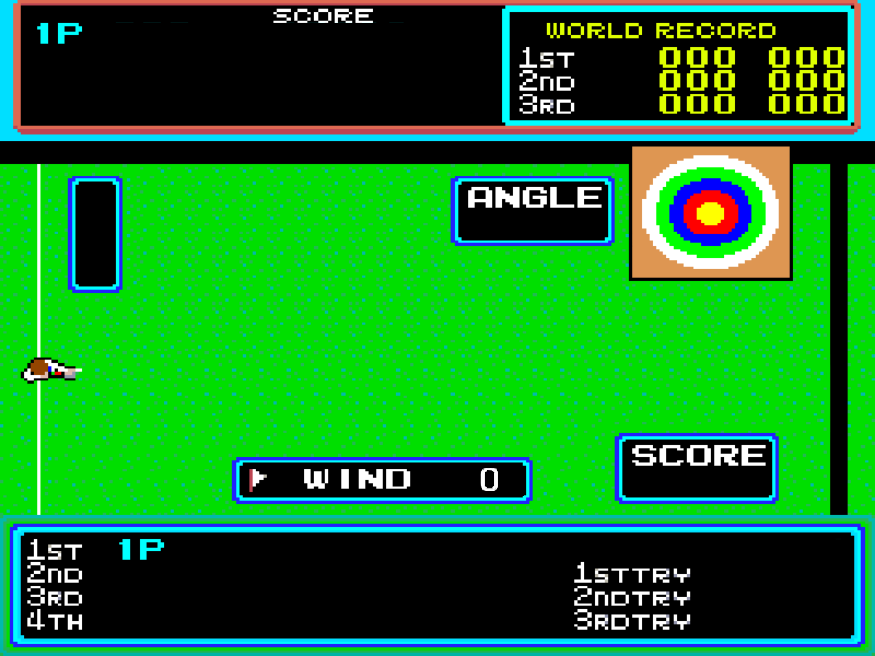 SCORE
1P
WORLD RECORD
1ST 000 000
2ND 000 000
3RD 000 000
ANGLE
SCORE
WIND 0
1ST 1P
2ND
3RD
4TH
1STTRY
2NDTRY
3RDTRY